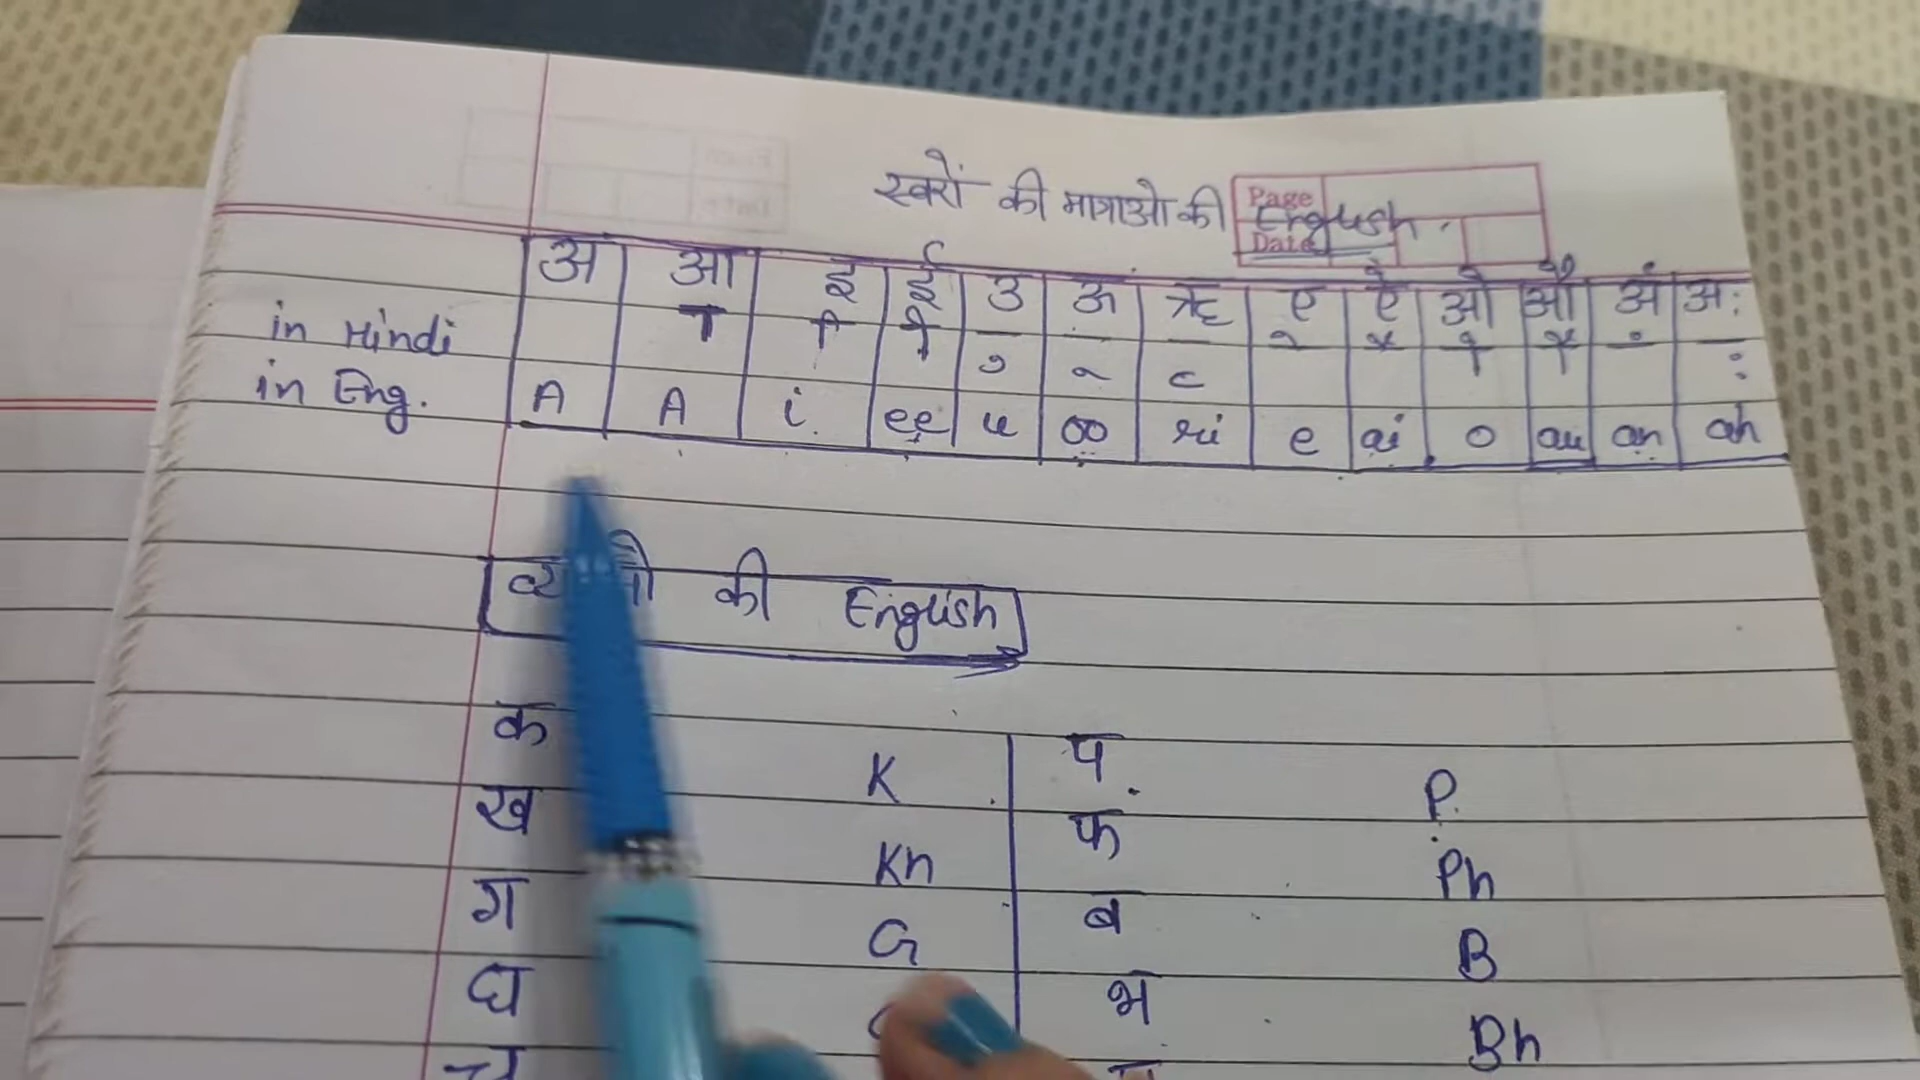 स्वरों की मात्राओ की English.
Page
Date
अ आ इ ई उ ऊ ऋ ए ऐ ओ औ अं अः
in Hindi ा ि ी ु ू ृ े ै ो ौ ं ः
in Eng. A A i ee u oo ri e ai o au an ah
की English
क K प P
ख Kh फ Ph
ग G ब B
घ भ Bh
च